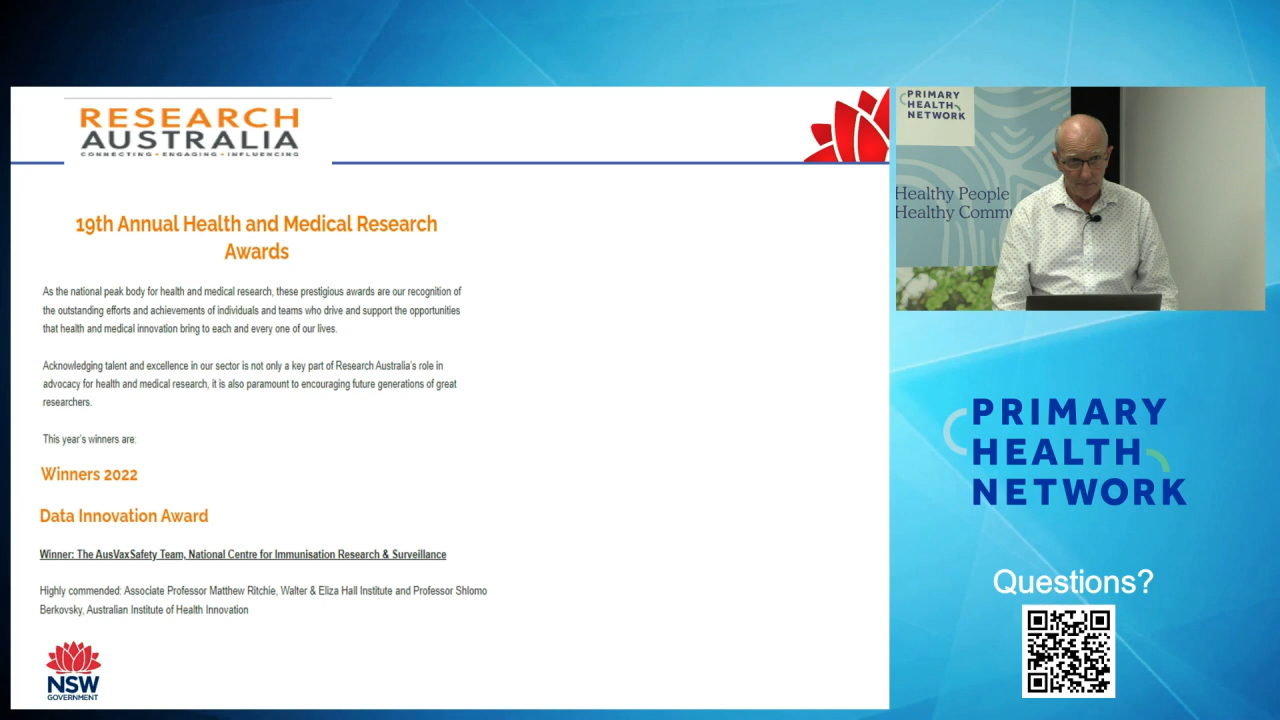 RESEARCH
AUSTRALIA
CONNECTING • ENGAGING • INFLUENCING
19th Annual Health and Medical Research
Awards
As the national peak body for health and medical research, these prestigious awards are our recognition of
the outstanding efforts and achievements of individuals and teams who drive and support the opportunities
that health and medical innovation bring to each and every one of our lives.
Acknowledging talent and excellence in our sector is not only a key part of Research Australia's role in
advocacy for health and medical research, it is also paramount to encouraging future generations of great
researchers.
This year's winners are:
Winners 2022
Data Innovation Award
Winner: The AusVaxSafety Team, National Centre for Immunisation Research & Surveillance
Highly commended: Associate Professor Matthew Ritchie, Walter & Eliza Hall Institute and Professor Shlomo
Berkovsky, Australian Institute of Health Innovation
NSW
GOVERNMENT
PRIMARY
HEALTH
NETWORK
Healthy People
Healthy Commu
PRIMARY
HEALTH
NETWORK
Questions?